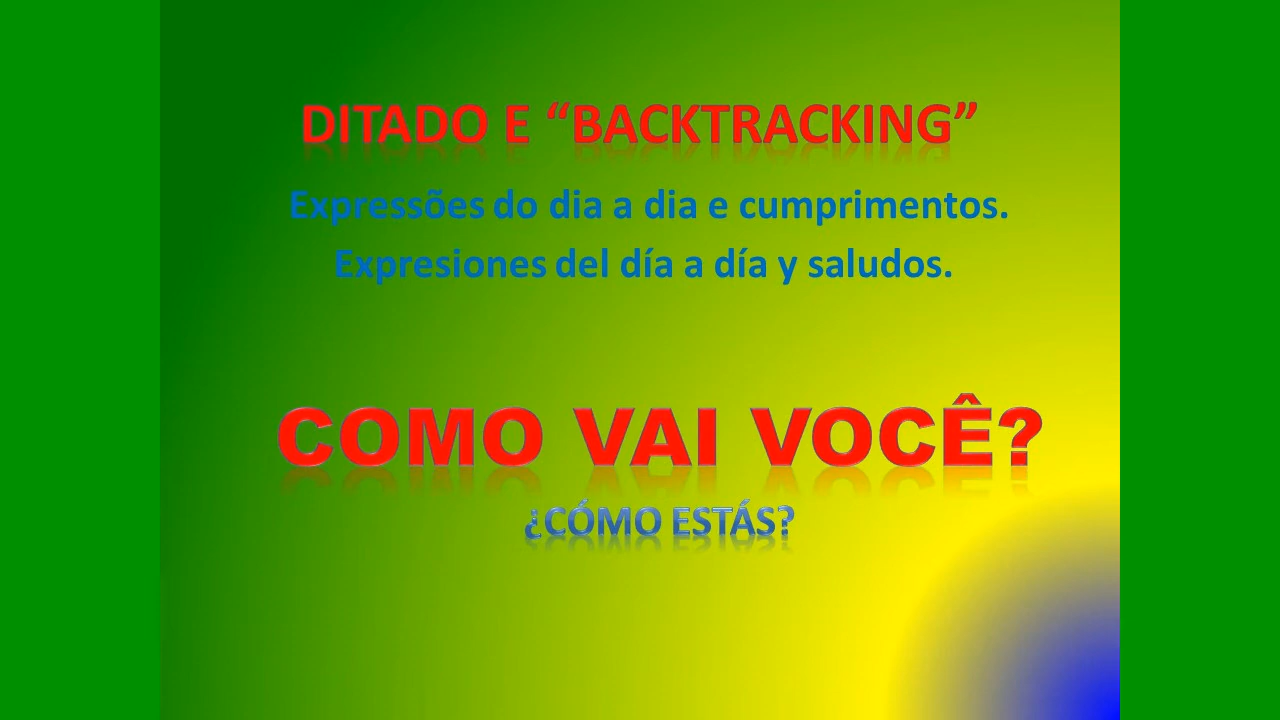 DITADO E “BACKTRACKING”
Expressões do dia a dia e cumprimentos.
Expresiones del día a día y saludos.
COMO VAI VOCÊ?
¿CÓMO ESTÁS?